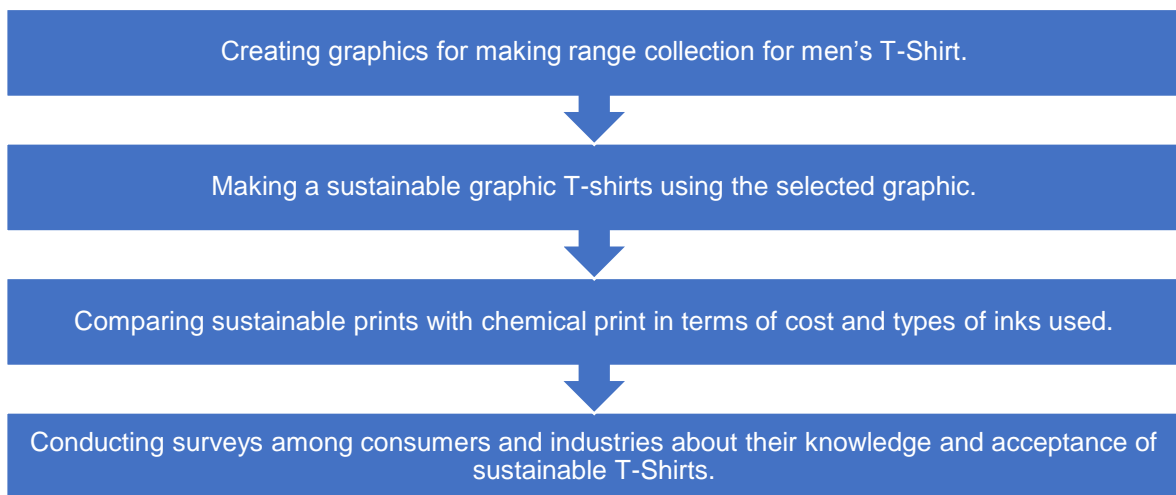 Creating graphics for making range collection for men’s T-Shirt.
Making a sustainable graphic T-shirts using the selected graphic.
Comparing sustainable prints with chemical print in terms of cost and types of inks used.
Conducting surveys among consumers and industries about their knowledge and acceptance of
sustainable T-Shirts.